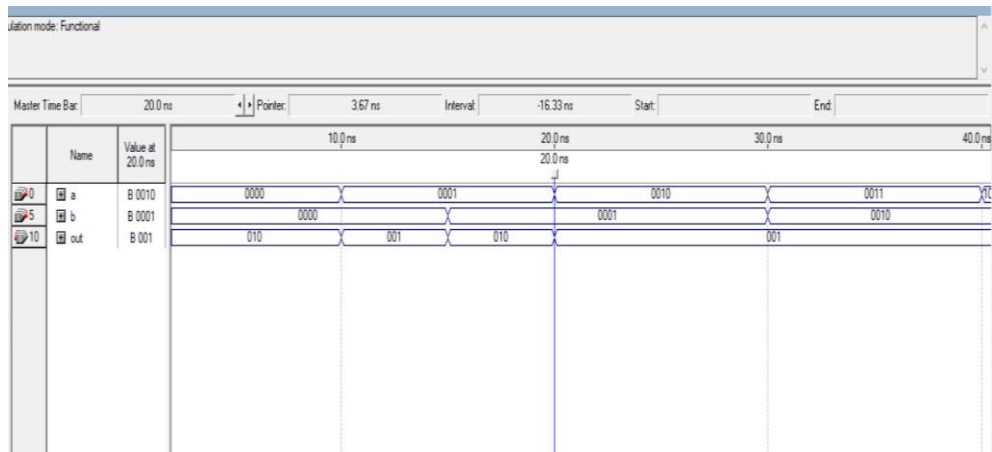 ulation mode: Functional
Master Time Bar: 20.0 ns Pointer: 3.67 ns Interval: -16.33 ns Start: End:
Name Value at 20.0 ns 10.0 ns 20.0 ns 30.0 ns 40.0 ns
20.0 ns
0 a B 0010 0000 0001 0010 0011
5 b B 0001 0000 0001 0010
10 out B 001 010 001 010 001